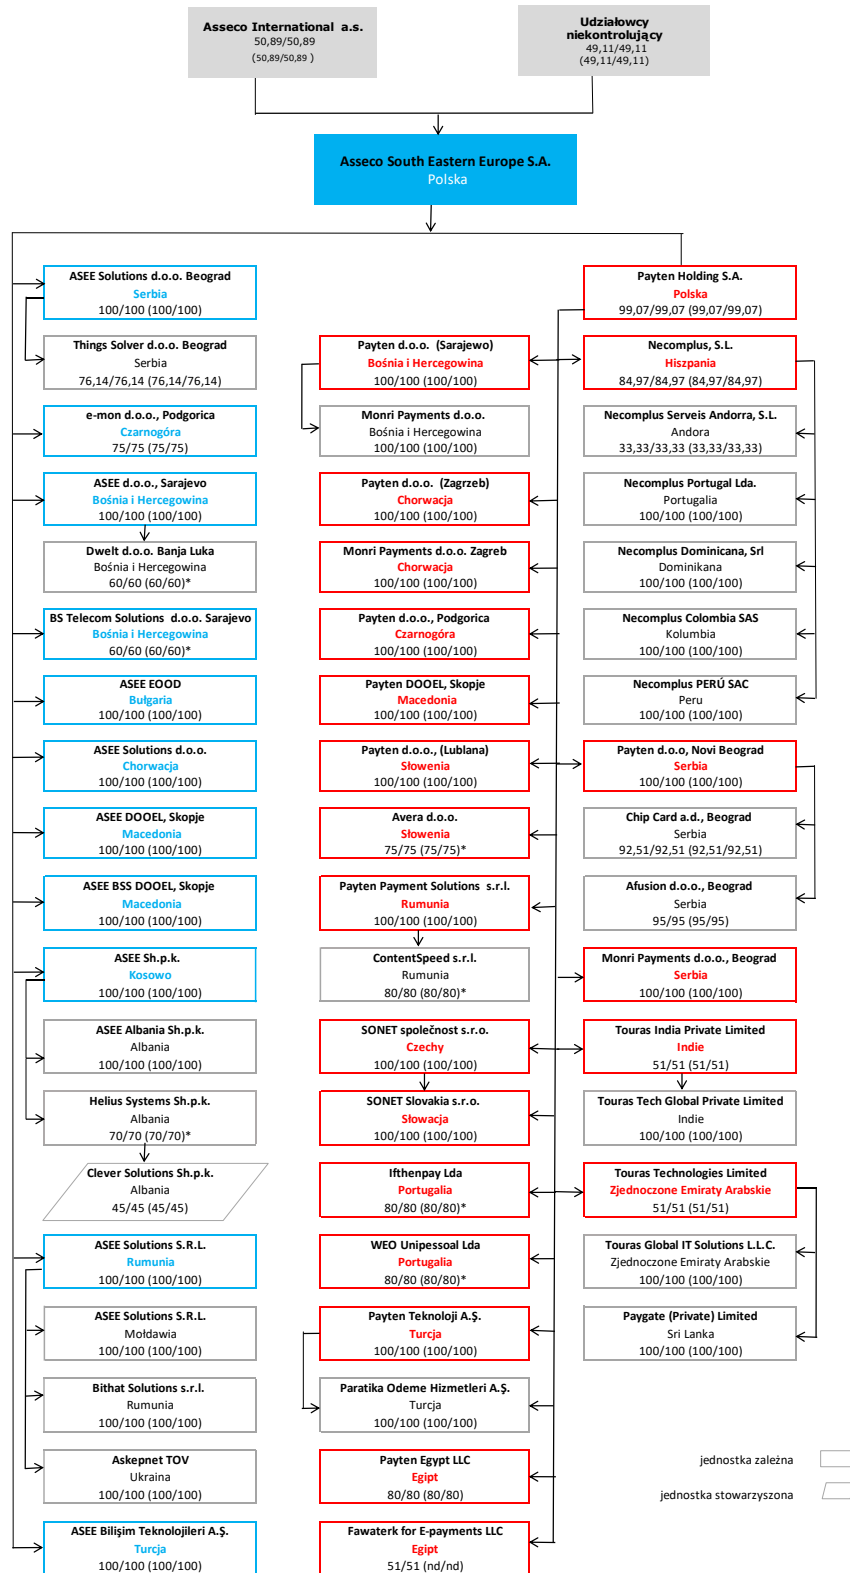 Asseco International a.s.
50,89/50,89
(50,89/50,89 )
Udziałowcy
niekontrolujący
49,11/49,11
(49,11/49,11)
Asseco South Eastern Europe S.A.
Polska
ASEE Solutions d.o.o. Beograd
Serbia
100/100 (100/100)
Things Solver d.o.o. Beograd
Serbia
76,14/76,14 (76,14/76,14)
e-mon d.o.o., Podgorica
Czarnogóra
75/75 (75/75)
ASEE d.o.o., Sarajevo
Bośnia i Hercegowina
100/100 (100/100)
Dwelt d.o.o. Banja Luka
Bośnia i Hercegowina
60/60 (60/60)*
BS Telecom Solutions d.o.o. Sarajevo
Bośnia i Hercegowina
60/60 (60/60)*
ASEE EOOD
Bułgaria
100/100 (100/100)
ASEE Solutions d.o.o.
Chorwacja
100/100 (100/100)
ASEE DOOEL, Skopje
Macedonia
100/100 (100/100)
ASEE BSS DOOEL, Skopje
Macedonia
100/100 (100/100)
ASEE Sh.p.k.
Kosowo
100/100 (100/100)
ASEE Albania Sh.p.k.
Albania
100/100 (100/100)
Helius Systems Sh.p.k.
Albania
70/70 (70/70)*
Clever Solutions Sh.p.k.
Albania
45/45 (45/45)
ASEE Solutions S.R.L.
Rumunia
100/100 (100/100)
ASEE Solutions S.R.L.
Mołdawia
100/100 (100/100)
Bithat Solutions s.r.l.
Rumunia
100/100 (100/100)
Askepnet TOV
Ukraina
100/100 (100/100)
ASEE Bilişim Teknolojileri A.Ş.
Turcja
100/100 (100/100)
Payten d.o.o. (Sarajewo)
Bośnia i Hercegowina
100/100 (100/100)
Monri Payments d.o.o.
Bośnia i Hercegowina
100/100 (100/100)
Payten d.o.o. (Zagrzeb)
Chorwacja
100/100 (100/100)
Monri Payments d.o.o. Zagreb
Chorwacja
100/100 (100/100)
Payten d.o.o., Podgorica
Czarnogóra
100/100 (100/100)
Payten DOOEL, Skopje
Macedonia
100/100 (100/100)
Payten d.o.o., (Lublana)
Słowenia
100/100 (100/100)
Avera d.o.o.
Słowenia
75/75 (75/75)*
Payten Payment Solutions s.r.l.
Rumunia
100/100 (100/100)
ContentSpeed s.r.l.
Rumunia
80/80 (80/80)*
SONET společnost s.r.o.
Czechy
100/100 (100/100)
SONET Slovakia s.r.o.
Słowacja
100/100 (100/100)
Ifthenpay Lda
Portugalia
80/80 (80/80)*
WEO Unipessoal Lda
Portugalia
80/80 (80/80)*
Payten Teknoloji A.Ş.
Turcja
100/100 (100/100)
Paratika Odeme Hizmetleri A.Ş.
Turcja
100/100 (100/100)
Payten Egypt LLC
Egipt
80/80 (80/80)
Fawaterk for E-payments LLC
Egipt
51/51 (nd/nd)
Payten Holding S.A.
Polska
99,07/99,07 (99,07/99,07)
Necomplus, S.L.
Hiszpania
84,97/84,97 (84,97/84,97)
Necomplus Serveis Andorra, S.L.
Andora
33,33/33,33 (33,33/33,33)
Necomplus Portugal Lda.
Portugalia
100/100 (100/100)
Necomplus Dominicana, Srl
Dominikana
100/100 (100/100)
Necomplus Colombia SAS
Kolumbia
100/100 (100/100)
Necomplus PERÚ SAC
Peru
100/100 (100/100)
Payten d.o.o, Novi Beograd
Serbia
100/100 (100/100)
Chip Card a.d., Beograd
Serbia
92,51/92,51 (92,51/92,51)
Afusion d.o.o., Beograd
Serbia
95/95 (95/95)
Monri Payments d.o.o., Beograd
Serbia
100/100 (100/100)
Touras India Private Limited
Indie
51/51 (51/51)
Touras Tech Global Private Limited
Indie
100/100 (100/100)
Touras Technologies Limited
Zjednoczone Emiraty Arabskie
51/51 (51/51)
Touras Global IT Solutions L.L.C.
Zjednoczone Emiraty Arabskie
100/100 (100/100)
Paygate (Private) Limited
Sri Lanka
100/100 (100/100)
jednostka zależna
jednostka stowarzyszona